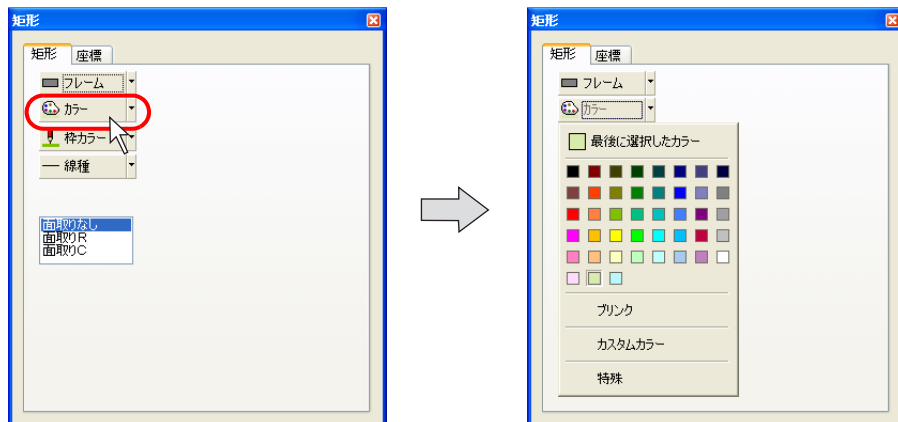 矩形
矩形
座標
フレーム
カラー
枠カラー
線種
面取りなし
面取りR
面取りC
矩形
矩形
座標
フレーム
カラー
最後に選択したカラー
ブリンク
カスタムカラー
特殊